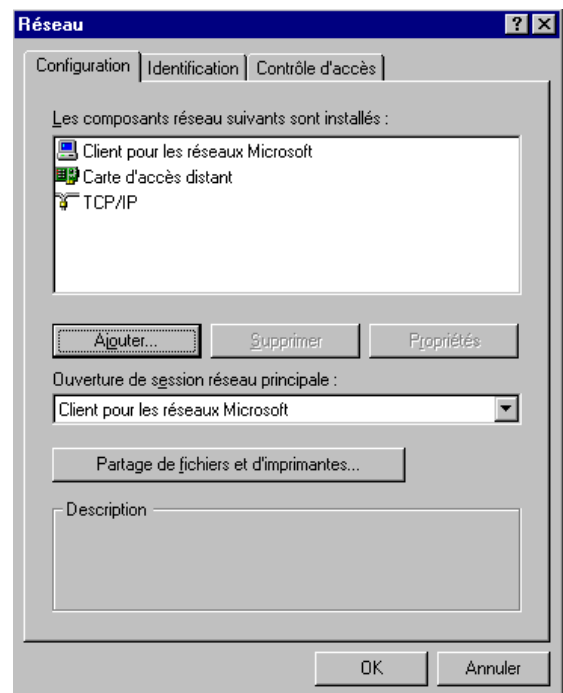 Réseau
Configuration Identification Contrôle d'accès
Les composants réseau suivants sont installés :
Client pour les réseaux Microsoft
Carte d'accès distant
TCP/IP
Ajouter... Supprimer Propriétés
Ouverture de session réseau principale :
Client pour les réseaux Microsoft
Partage de fichiers et d'imprimantes...
Description
OK Annuler